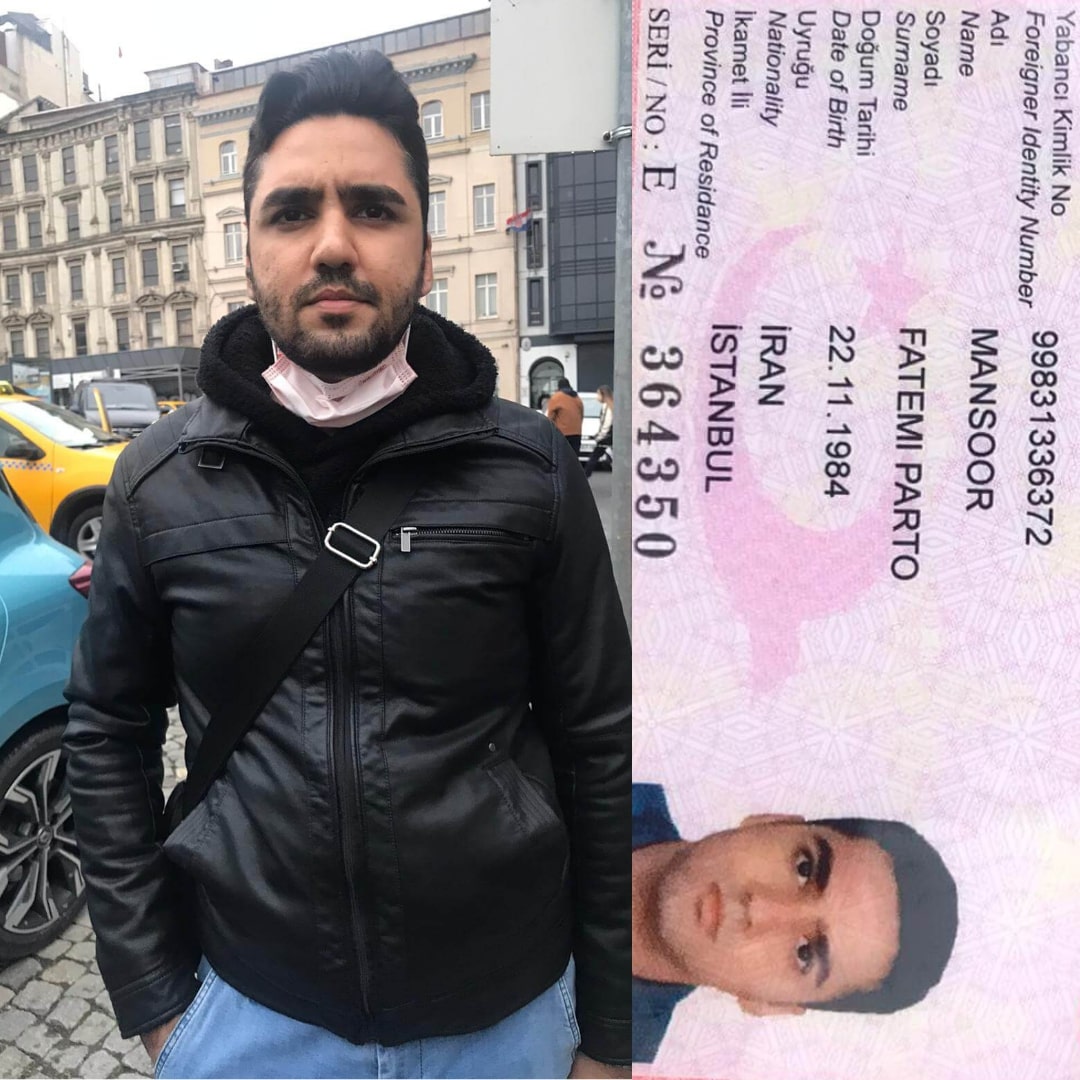 Yabancı Kimlik No
Foreigner Identity Number 99831336372
Adı
Name MANSOOR
Soyadı
Surname FATEMI PARTO
Doğum Tarihi
Date of Birth 22.11.1984
Uyruğu
Nationality İRAN
İkamet İli
Province of Residance İSTANBUL
SERİ / NO : E № 364350